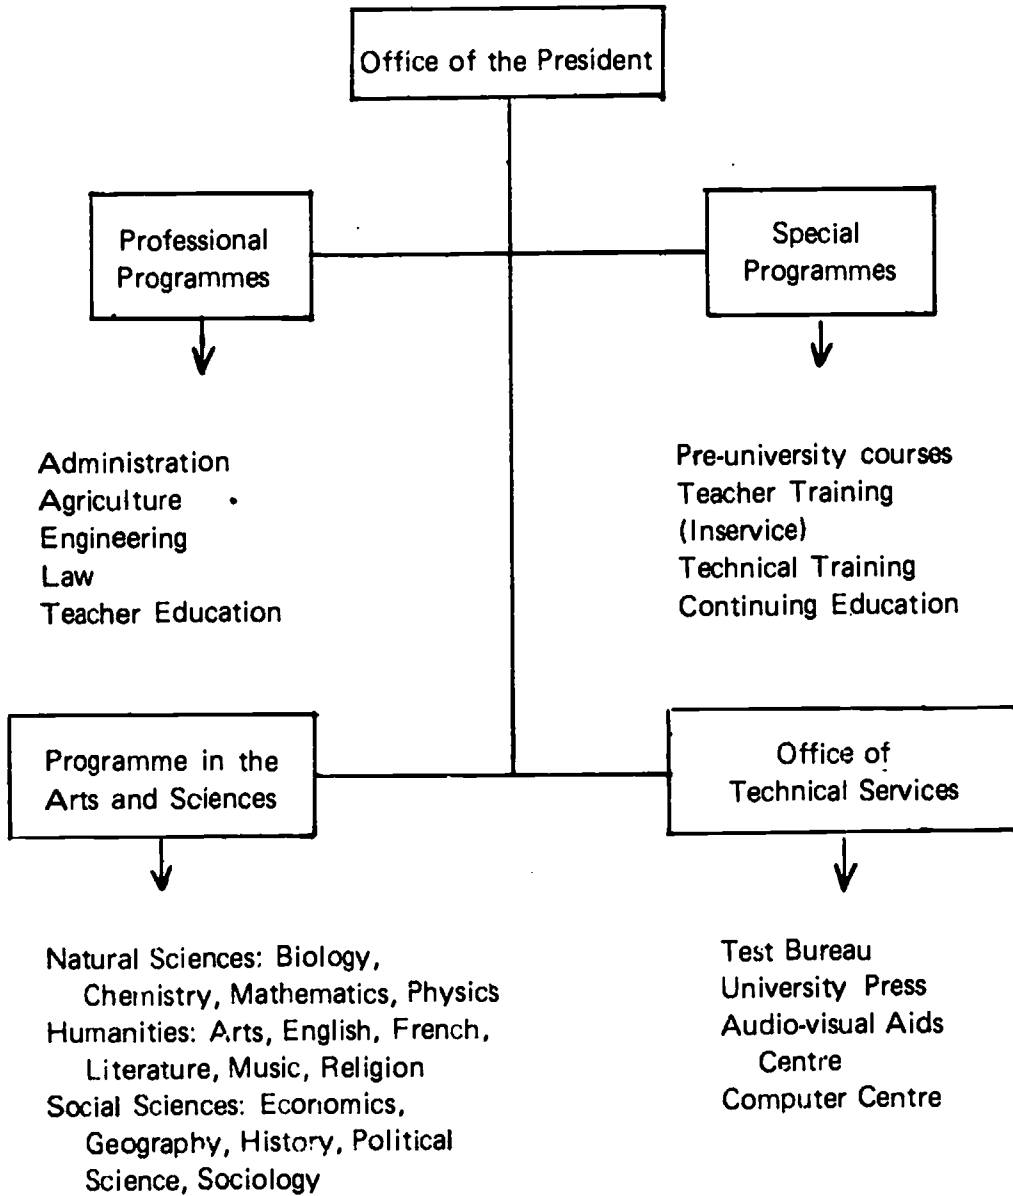 Office of the President
Professional
Programmes
Special
Programmes
Administration
Agriculture
Engineering
Law
Teacher Education
Pre-university courses
Teacher Training
(Inservice)
Technical Training
Continuing Education
Programme in the
Arts and Sciences
Office of
Technical Services
Natural Sciences: Biology,
Chemistry, Mathematics, Physics
Humanities: Arts, English, French,
Literature, Music, Religion
Social Sciences: Economics,
Geography, History, Political
Science, Sociology
Test Bureau
University Press
Audio-visual Aids
Centre
Computer Centre